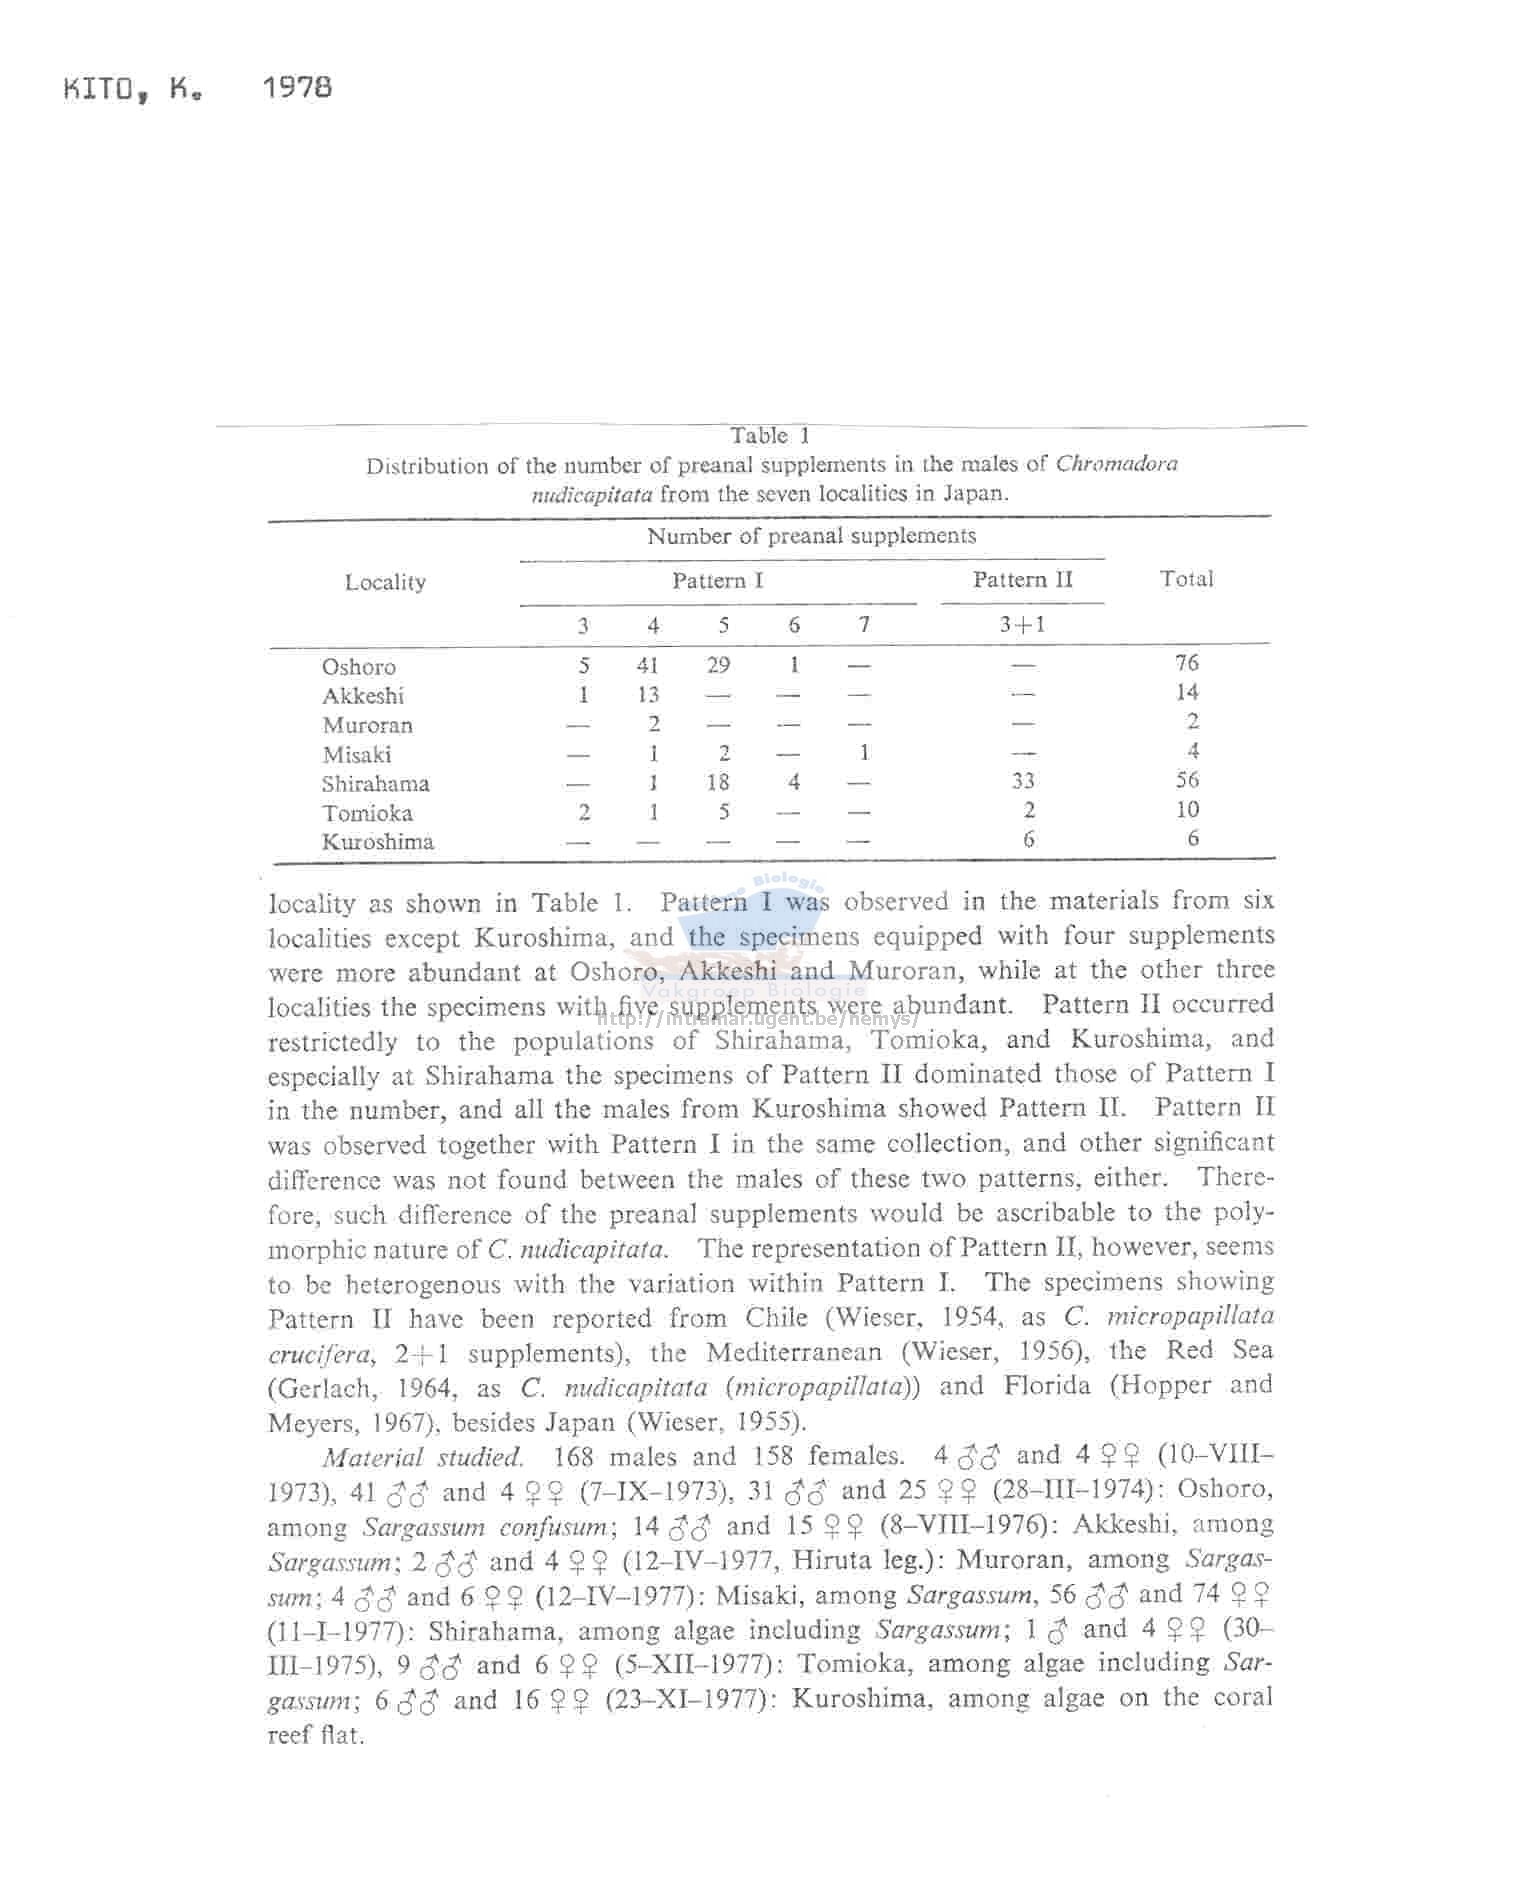 KITO, K. 1978
Table 1
Distribution of the number of preanal supplements in the males of Chromadora
nudicapitata from the seven localities in Japan.
Number of preanal supplements
Locality Pattern I Pattern II Total
3 4 5 6 7 3+1
Oshoro 5 41 29 1 — — 76
Akkeshi 1 13 — — — — 14
Muroran — 2 — — — — 2
Misaki — 1 2 — 1 — 4
Shirahama — 1 18 4 — 33 56
Tomioka 2 1 5 — — 2 10
Kuroshima — — — — — 6 6
locality as shown in Table 1. Pattern I was observed in the materials from six
localities except Kuroshima, and the specimens equipped with four supplements
were more abundant at Oshoro, Akkeshi and Muroran, while at the other three
localities the specimens with five supplements were abundant. Pattern II occurred
restrictedly to the populations of Shirahama, Tomioka, and Kuroshima, and
especially at Shirahama the specimens of Pattern II dominated those of Pattern I
in the number, and all the males from Kuroshima showed Pattern II. Pattern II
was observed together with Pattern I in the same collection, and other significant
difference was not found between the males of these two patterns, either. There-
fore, such difference of the preanal supplements would be ascribable to the poly-
morphic nature of C. nudicapitata. The representation of Pattern II, however, seems
to be heterogenous with the variation within Pattern I. The specimens showing
Pattern II have been reported from Chile (Wieser, 1954, as C. micropapillata
crucifera, 2+1 supplements), the Mediterranean (Wieser, 1956), the Red Sea
(Gerlach, 1964, as C. nudicapitata (micropapillata)) and Florida (Hopper and
Meyers, 1967), besides Japan (Wieser, 1955).
Material studied. 168 males and 158 females. 4 ♂♂ and 4 ♀♀ (10–VIII–
1973), 41 ♂♂ and 4 ♀♀ (7–IX–1973), 31 ♂♂ and 25 ♀♀ (28–III–1974): Oshoro,
among Sargassum confusum; 14 ♂♂ and 15 ♀♀ (8–VIII–1976): Akkeshi, among
Sargassum; 2 ♂♂ and 4 ♀♀ (12–IV–1977, Hiruta leg.): Muroran, among Sargas-
sum; 4 ♂♂ and 6 ♀♀ (12–IV–1977): Misaki, among Sargassum, 56 ♂♂ and 74 ♀♀
(11–I–1977): Shirahama, among algae including Sargassum; 1 ♂ and 4 ♀♀ (30–
III–1975), 9 ♂♂ and 6 ♀♀ (5–XII–1977): Tomioka, among algae including Sar-
gassum; 6 ♂♂ and 16 ♀♀ (23–XI–1977): Kuroshima, among algae on the coral
reef flat.
Biologie
Vakgroep Biologie
http://intramar.ugent.be/nemys/